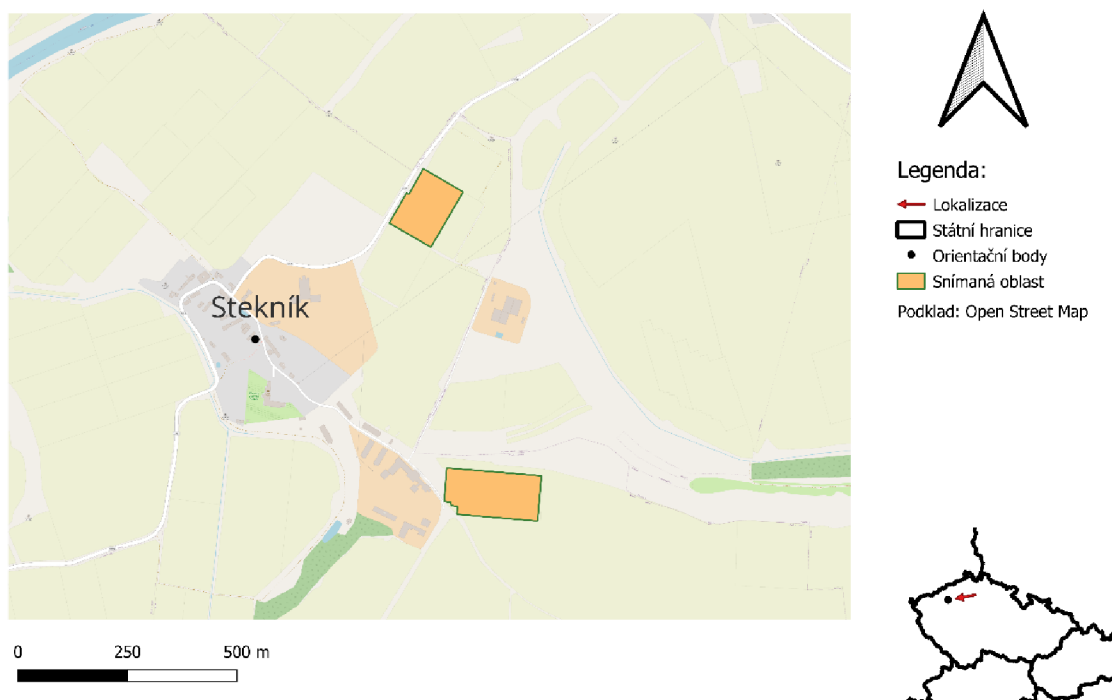 Stekník
Legenda:
Lokalizace
Státní hranice
Orientační body
Snímaná oblast
Podklad: Open Street Map
0 250 500 m